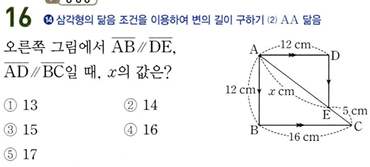 16 14 삼각형의 닮음 조건을 이용하여 변의 길이 구하기 (2) AA 닮음
오른쪽 그림에서 AB∥DE,
AD∥BC일 때, x의 값은?
① 13 ② 14
③ 15 ④ 16
⑤ 17
12 cm
A D
12 cm x cm
E 5 cm
B C
16 cm